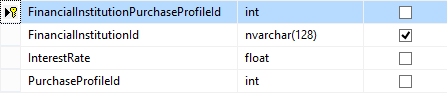 FinancialInstitutionPurchaseProfileId int
FinancialInstitutionId nvarchar(128)
InterestRate float
PurchaseProfileId int